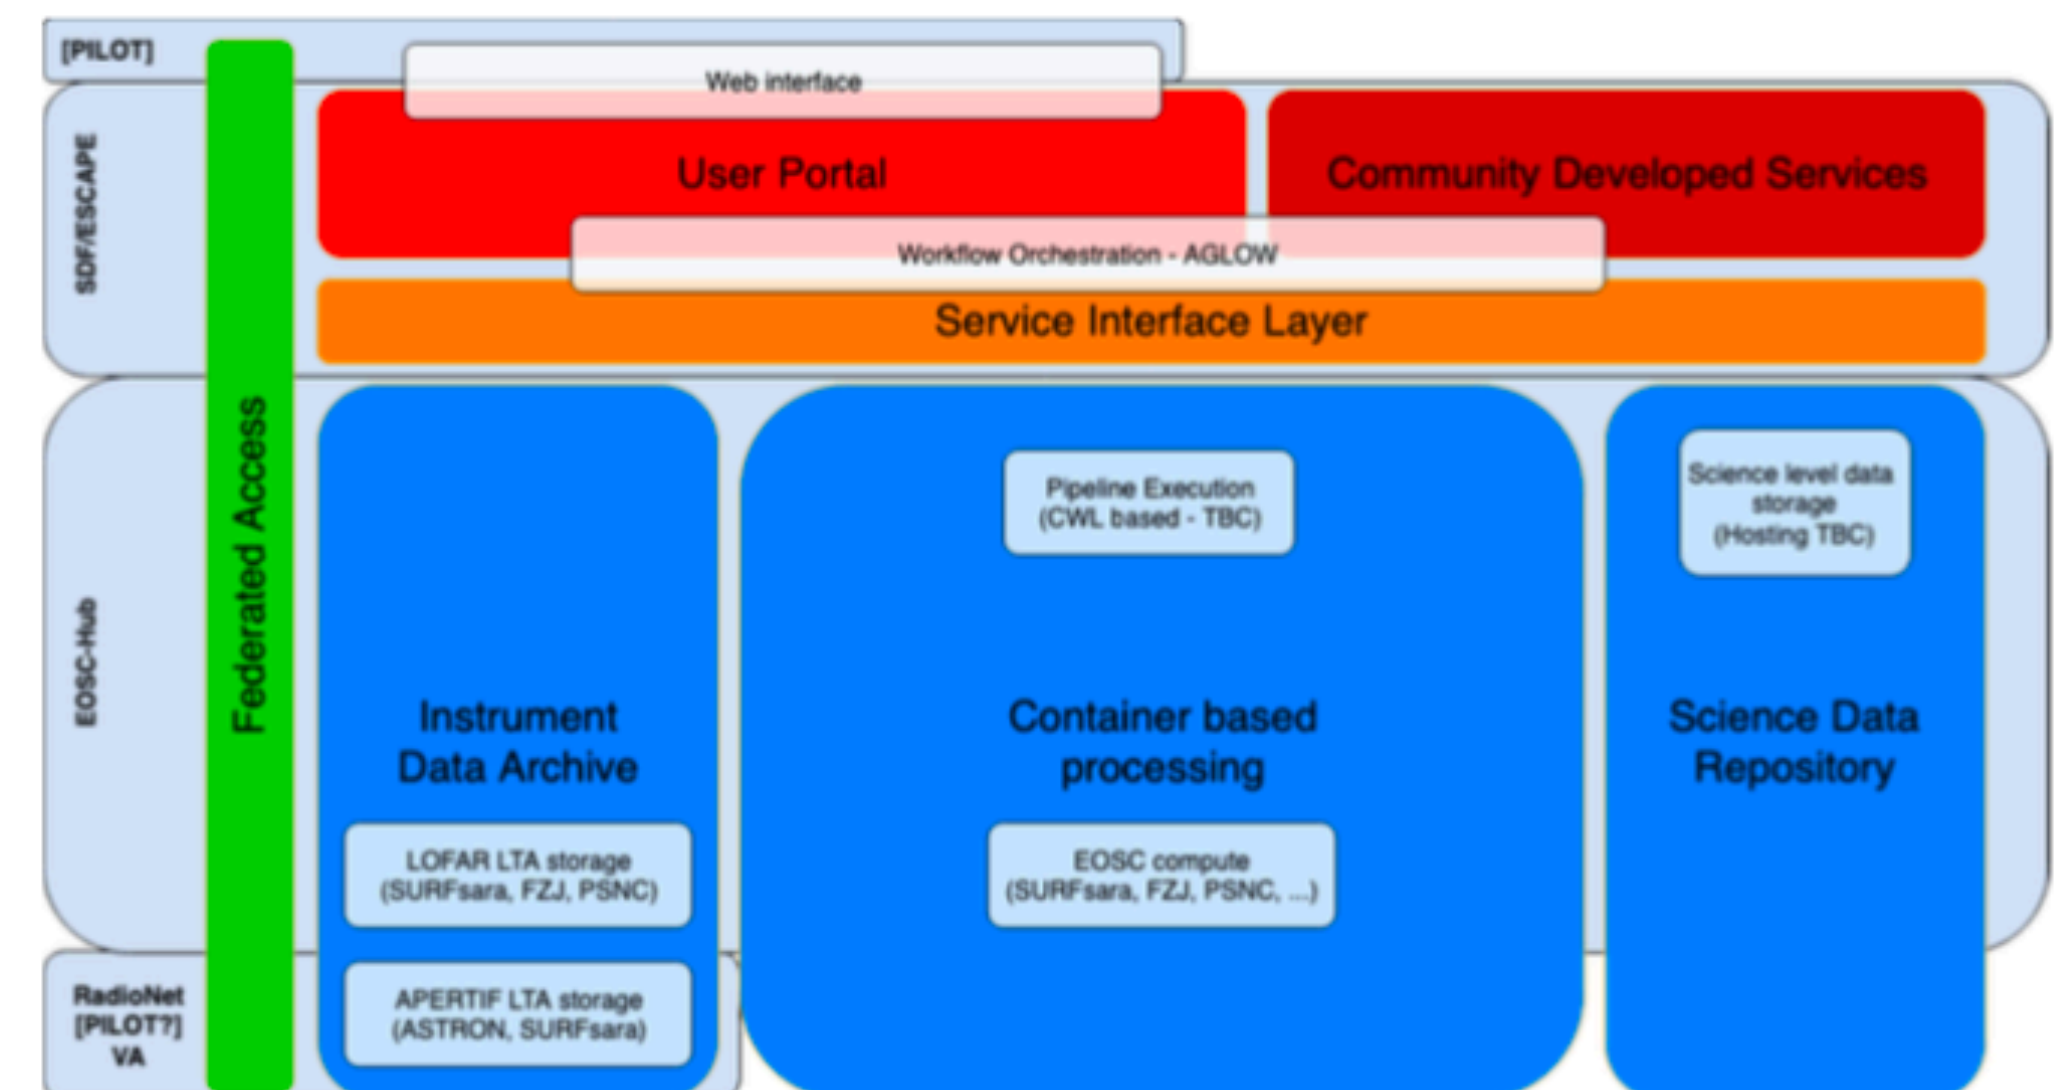 [PILOT]
Web interface
SDF/ESCAPE
User Portal
Community Developed Services
Workflow Orchestration - AGLOW
Service Interface Layer
Federated Access
EOSC-Hub
Pipeline Execution
(CWL based - TBC)
Science level data
storage
(Hosting TBC)
Instrument
Data Archive
Container based
processing
Science Data
Repository
LOFAR LTA storage
(SURFsara, FZJ, PSNC)
EOSC compute
(SURFsara, FZJ, PSNC, ...)
RadioNet
[PILOT?]
VA
APERTIF LTA storage
(ASTRON, SURFsara)